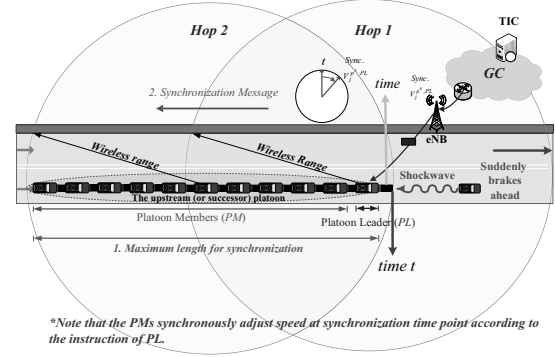 Hop 2
Hop 1
TIC
GC
t
Sync.
time
Sync.
2. Synchronization Message
eNB
Wireless range
Wireless Range
Shockwave
Suddenly
brakes
ahead
The upstream (or successor) platoon
Platoon Members (PM)
Platoon Leader (PL)
1. Maximum length for synchronization
time t
*Note that the PMs synchronously adjust speed at synchronization time point according to
the instruction of PL.